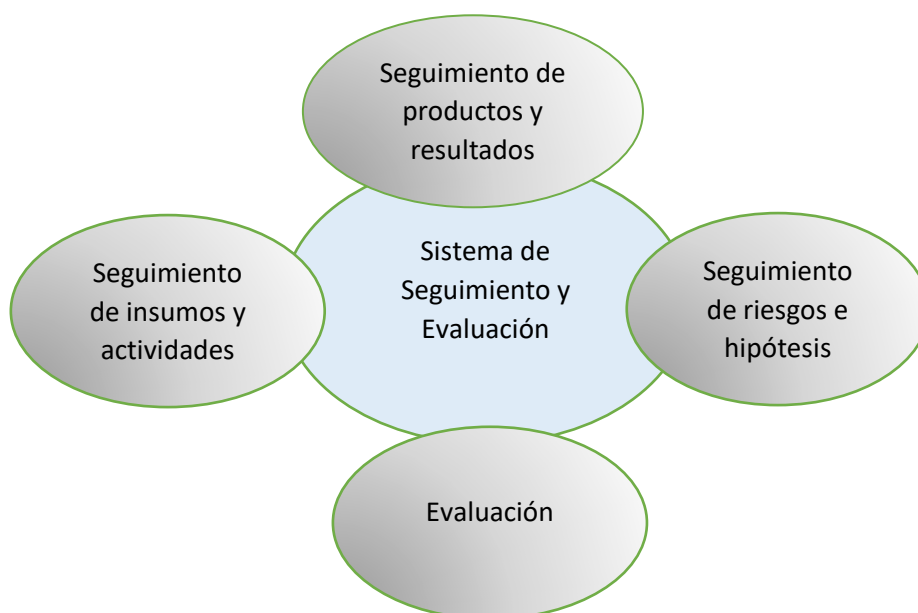 Seguimiento de
productos y
resultados
Seguimiento
de insumos y
actividades
Sistema de
Seguimiento y
Evaluación
Seguimiento
de riesgos e
hipótesis
Evaluación